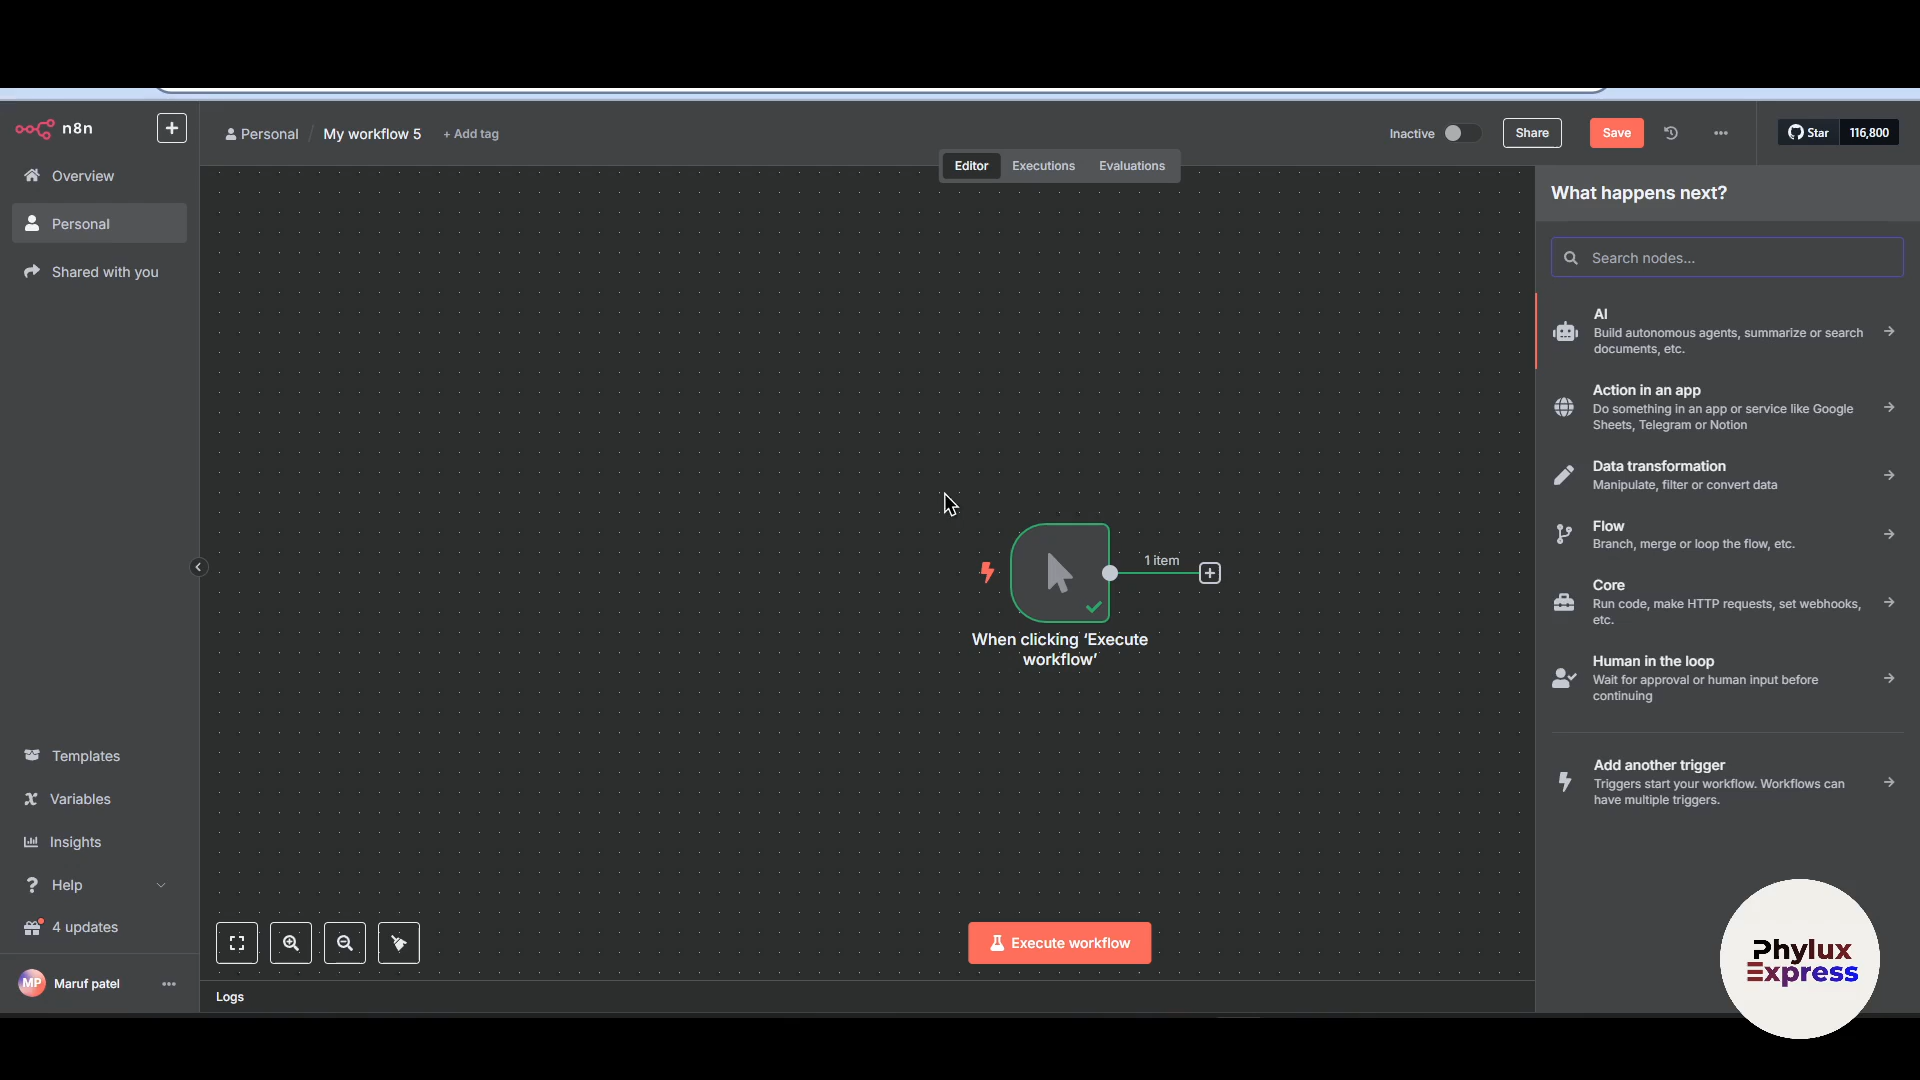 n8n
Personal / My workflow 5 + Add tag
Inactive
Share
Save
Star 116,800
Editor Executions Evaluations
Overview
Personal
Shared with you
What happens next?
Search nodes...
AI
Build autonomous agents, summarize or search
documents, etc.
Action in an app
Do something in an app or service like Google
Sheets, Telegram or Notion
Data transformation
Manipulate, filter or convert data
Flow
Branch, merge or loop the flow, etc.
Core
Run code, make HTTP requests, set webhooks,
etc.
Human in the loop
Wait for approval or human input before
continuing
Add another trigger
Triggers start your workflow. Workflows can
have multiple triggers.
1 item
When clicking ‘Execute
workflow’
Templates
Variables
Insights
Help
4 updates
MP Maruf patel
Execute workflow
Logs
Phylux
Express